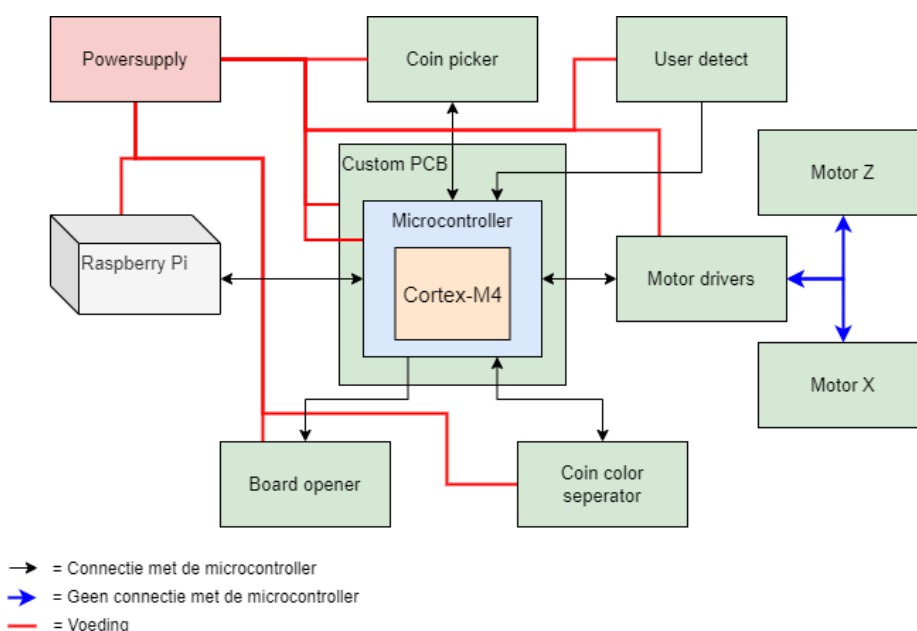 Powersupply
Coin picker
User detect
Custom PCB
Motor Z
Microcontroller
Raspberry Pi
Cortex-M4
Motor drivers
Motor X
Board opener
Coin color
seperator
= Connectie met de microcontroller
= Geen connectie met de microcontroller
= Voeding